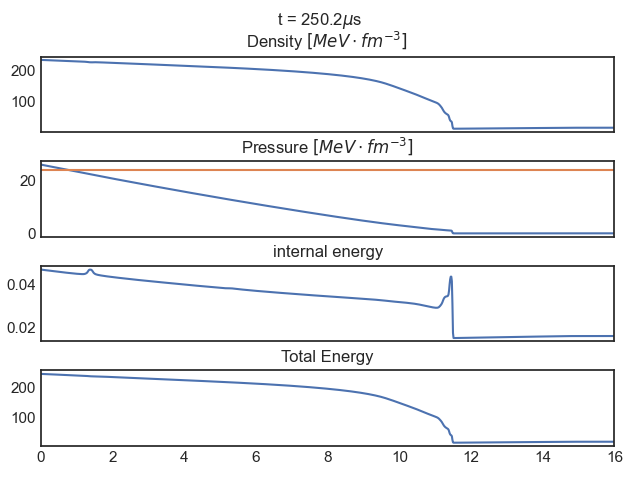 t = 250.2μs
Density [MeV · fm⁻³]
200
100
Pressure [MeV · fm⁻³]
20
0
internal energy
0.04
0.02
Total Energy
200
100
0 2 4 6 8 10 12 14 16